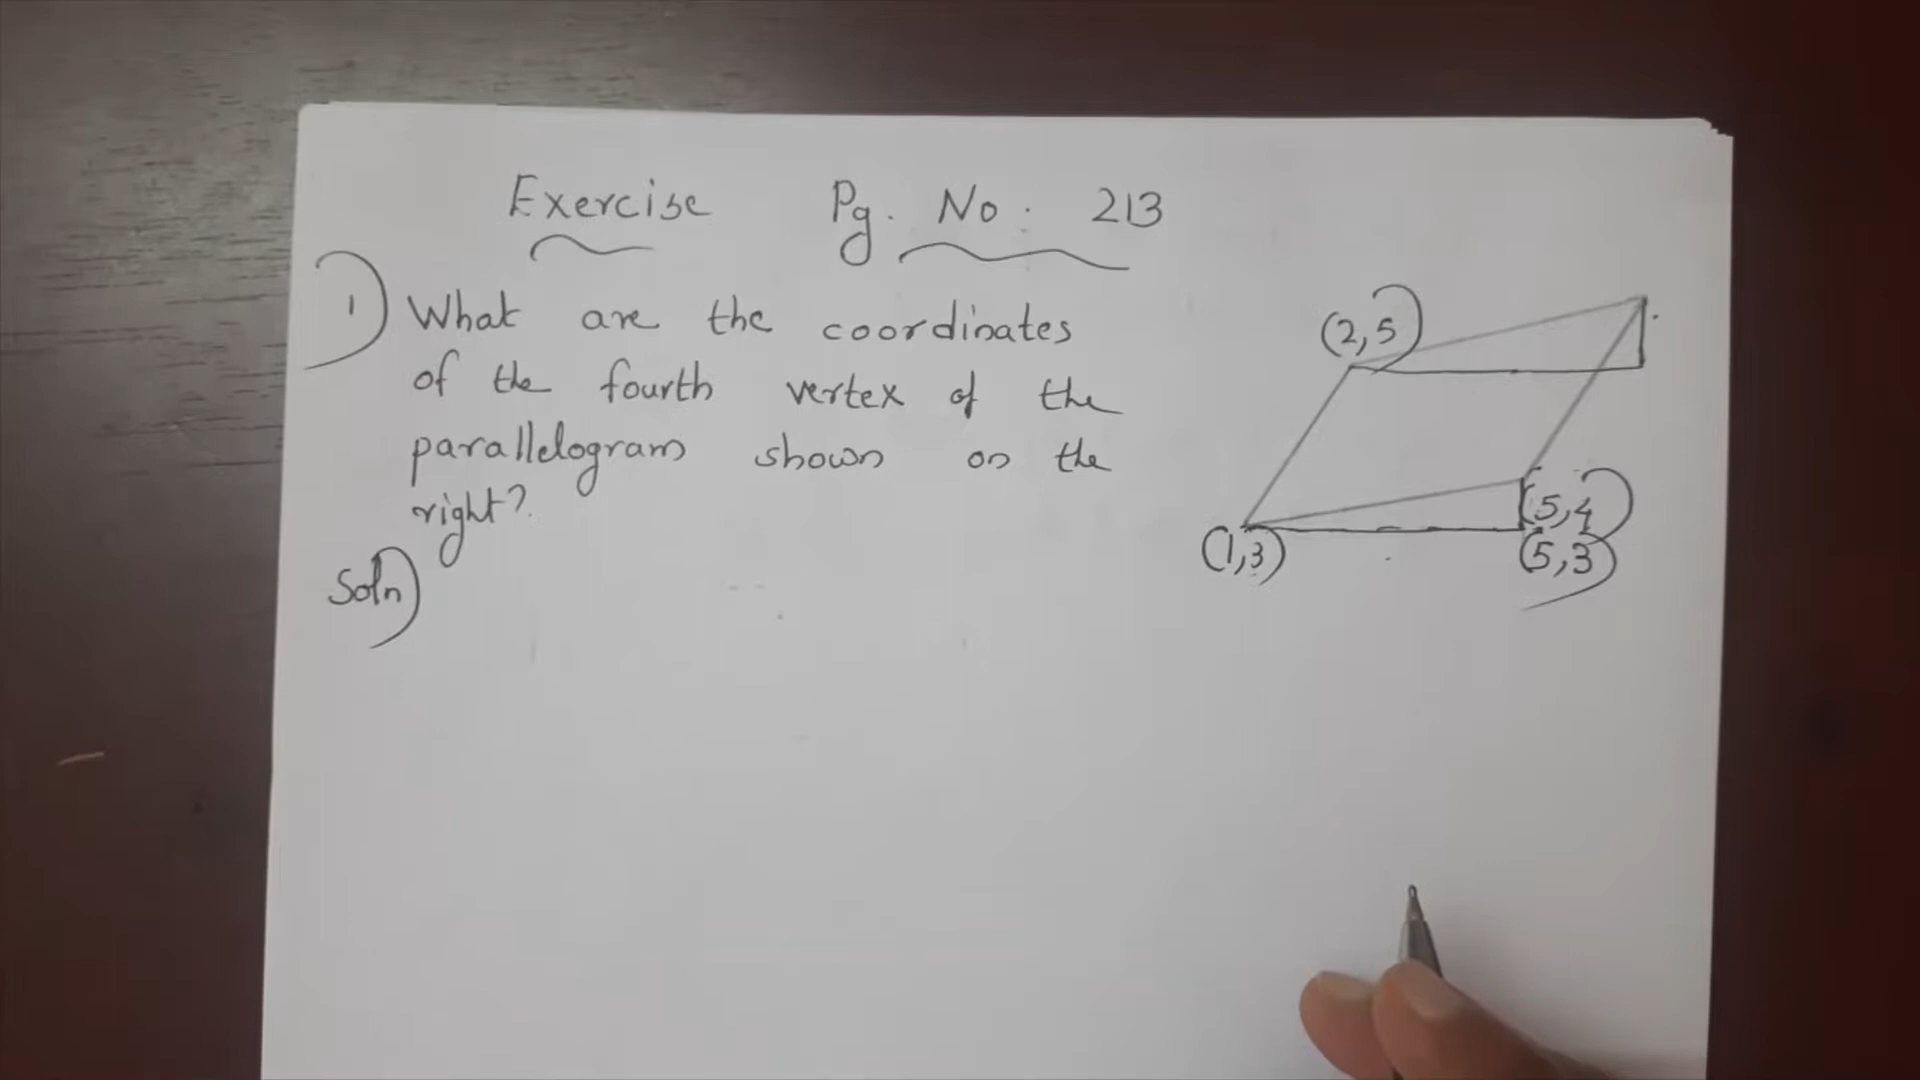 Exercise Pg. No: 213
1) What are the coordinates
of the fourth vertex of the
parallelogram shown on the
right?
Soln)
(2,5)
(5,4)
(1,3)
(5,3)